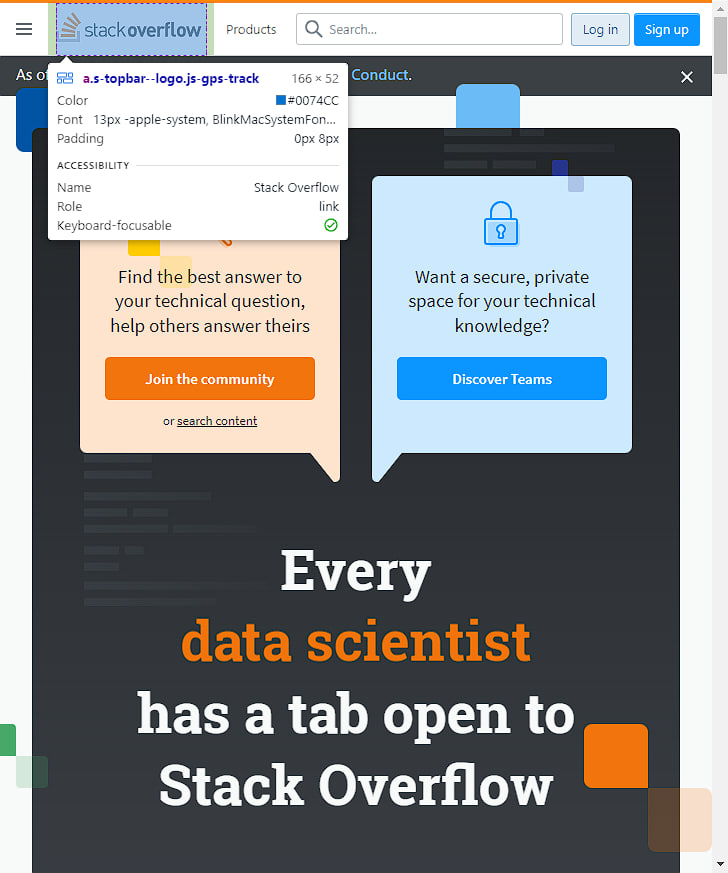 stackoverflow
Products
Search...
Log in
Sign up
As of
Conduct.
a.s-topbar--logo.js-gps-track 166 × 52
Color #0074CC
Font 13px -apple-system, BlinkMacSystemFon...
Padding 0px 8px
ACCESSIBILITY
Name Stack Overflow
Role link
Keyboard-focusable
Find the best answer to
your technical question,
help others answer theirs
Join the community
or search content
Want a secure, private
space for your technical
knowledge?
Discover Teams
Every
data scientist
has a tab open to
Stack Overflow